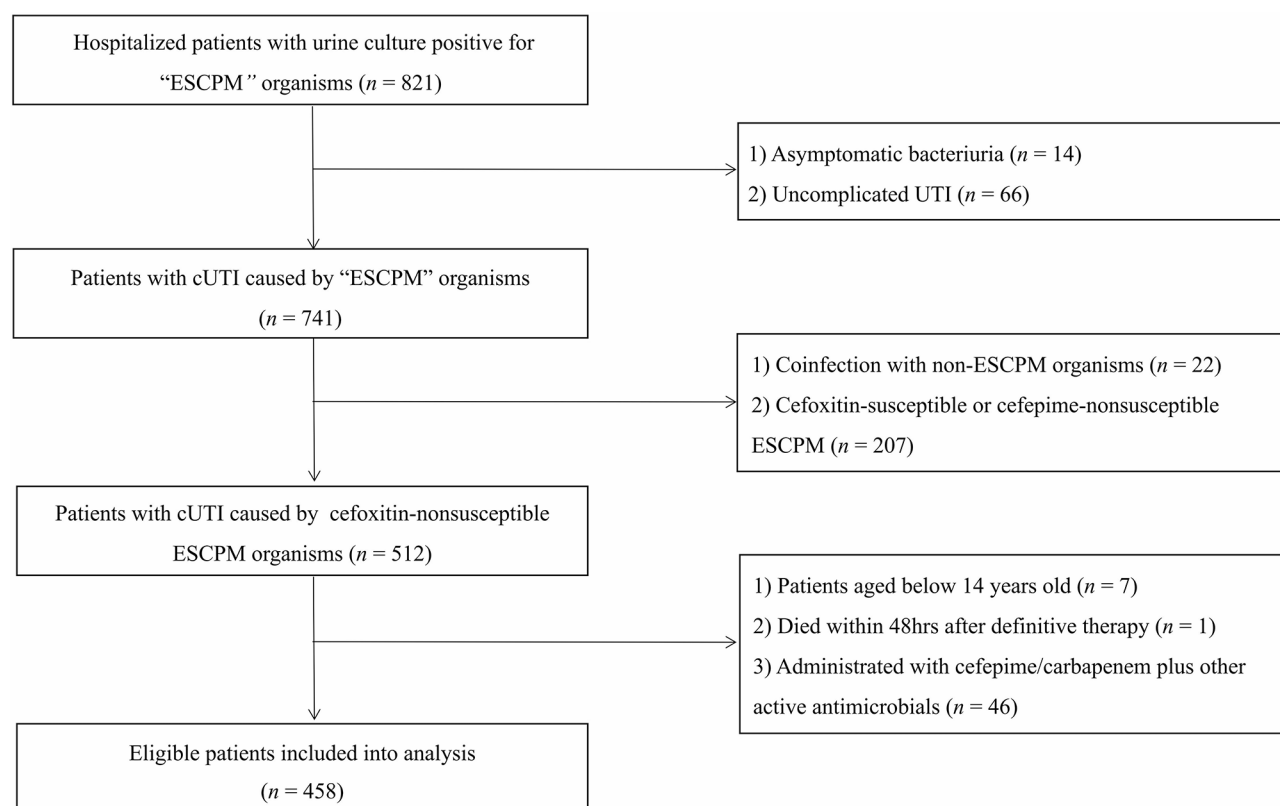 Hospitalized patients with urine culture positive for
“ESCPM” organisms (n = 821)
1) Asymptomatic bacteriuria (n = 14)
2) Uncomplicated UTI (n = 66)
Patients with cUTI caused by “ESCPM” organisms
(n = 741)
1) Coinfection with non-ESCPM organisms (n = 22)
2) Cefoxitin-susceptible or cefepime-nonsusceptible
ESCPM (n = 207)
Patients with cUTI caused by cefoxitin-nonsusceptible
ESCPM organisms (n = 512)
1) Patients aged below 14 years old (n = 7)
2) Died within 48hrs after definitive therapy (n = 1)
3) Administrated with cefepime/carbapenem plus other
active antimicrobials (n = 46)
Eligible patients included into analysis
(n = 458)